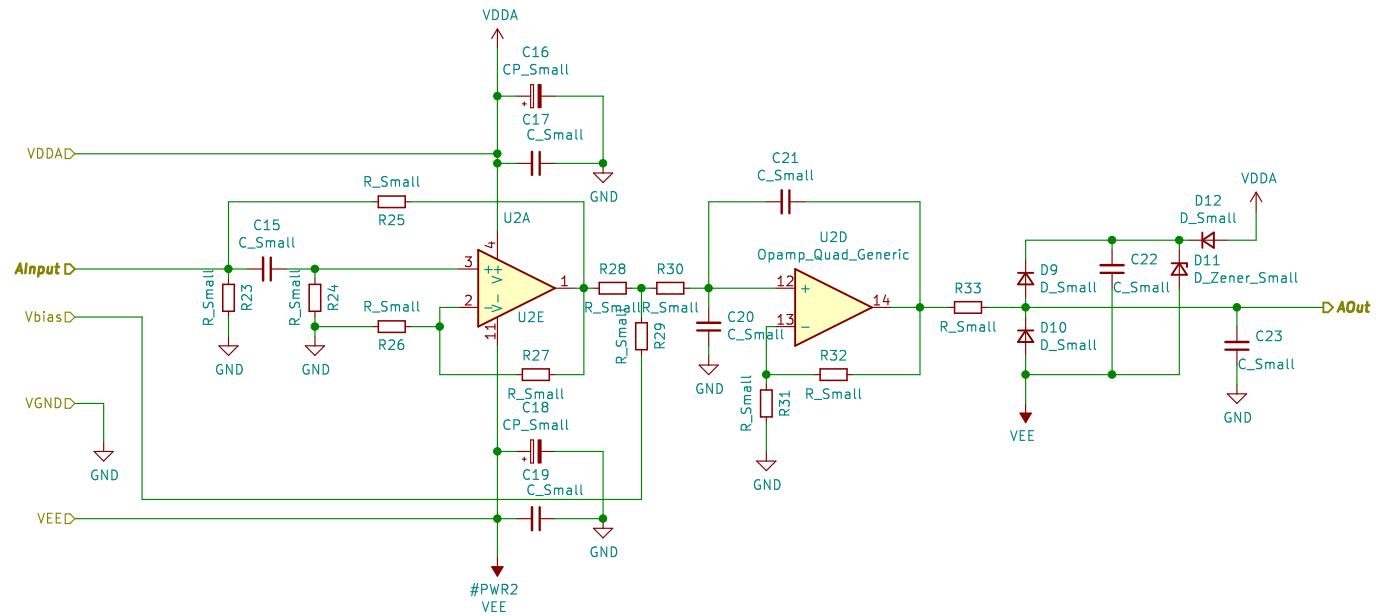 VDDA
C16
CP_Small
C17
C_Small
VDDA
GND
R_Small
R25
U2A
C15
C_Small
AInput
R_Small
R23
R_Small
R24
GND
GND
R_Small
R26
3
2
4
11
1
+
V+
V-
-
U2E
R27
R_Small
Vbias
VGND
GND
C18
CP_Small
C19
C_Small
VEE
GND
#PWR2
VEE
R28
R_Small
R_Small
R29
R30
R_Small
C21
C_Small
U2D
Opamp_Quad_Generic
12
13
14
+
-
C20
C_Small
GND
R_Small
R31
R32
R_Small
GND
R33
R_Small
D9
D_Small
D10
D_Small
VEE
C22
C_Small
D12
D_Small
VDDA
D11
D_Zener_Small
AOut
C23
C_Small
GND